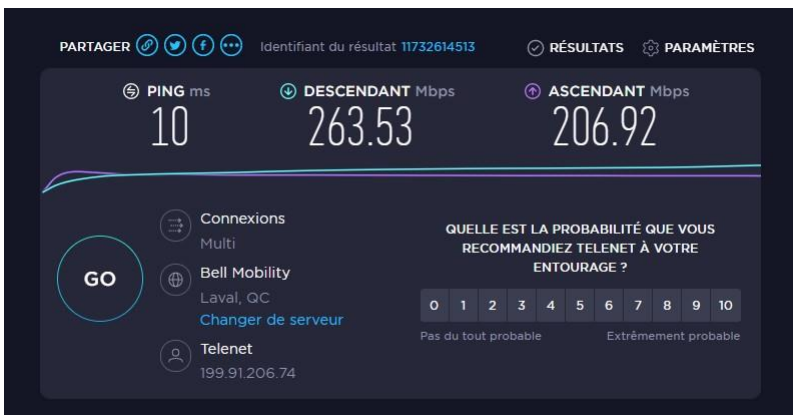 PARTAGER Identifiant du résultat 11732614513 RÉSULTATS PARAMÈTRES
PING ms DESCENDANT Mbps ASCENDANT Mbps
10 263.53 206.92
Connexions
Multi
Bell Mobility
Laval, QC
Changer de serveur
Telenet
199.91.206.74
GO
QUELLE EST LA PROBABILITÉ QUE VOUS
RECOMMANDIEZ TELENET À VOTRE
ENTOURAGE ?
0 1 2 3 4 5 6 7 8 9 10
Pas du tout probable Extrêmement probable